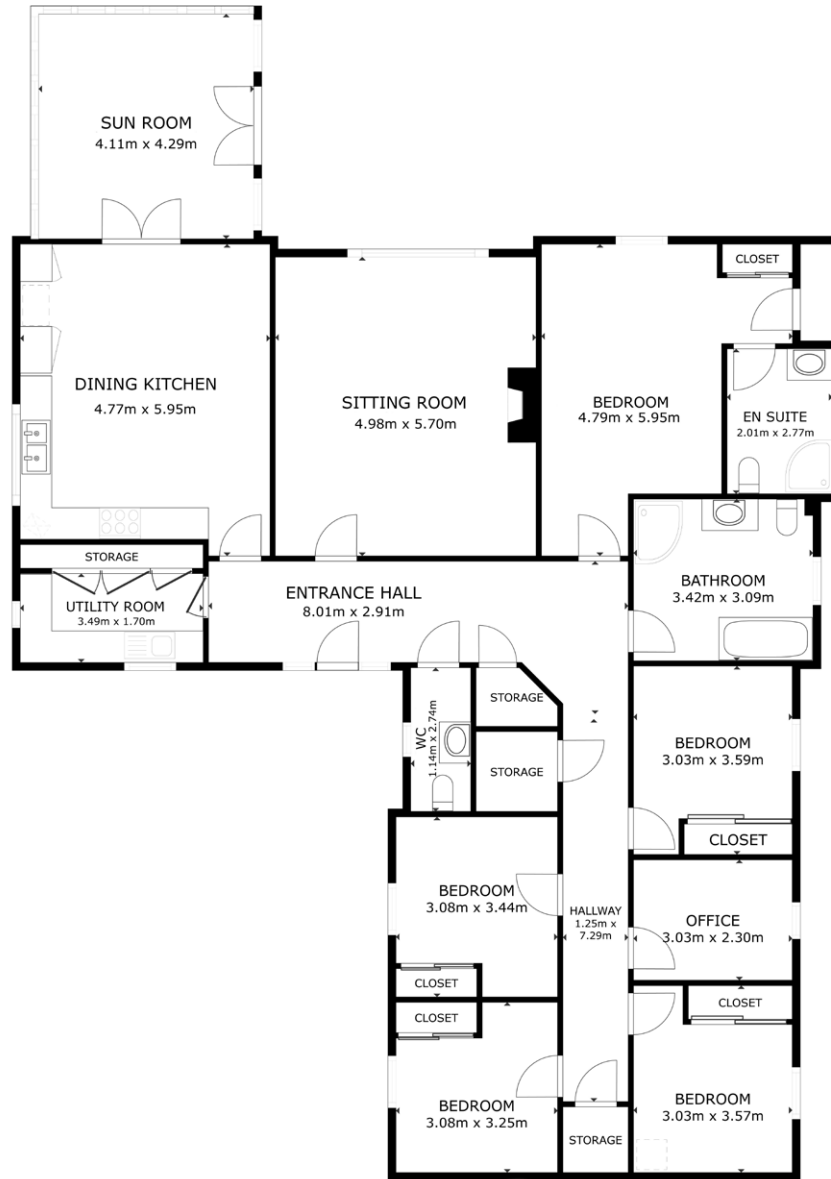 SUN ROOM
4.11m x 4.29m
CLOSET
DINING KITCHEN
4.77m x 5.95m
SITTING ROOM
4.98m x 5.70m
BEDROOM
4.79m x 5.95m
EN SUITE
2.01m x 2.77m
STORAGE
UTILITY ROOM
3.49m x 1.70m
ENTRANCE HALL
8.01m x 2.91m
BATHROOM
3.42m x 3.09m
WC
1.14m x 2.74m
STORAGE
STORAGE
BEDROOM
3.03m x 3.59m
CLOSET
BEDROOM
3.08m x 3.44m
CLOSET
HALLWAY
1.25m x
7.29m
OFFICE
3.03m x 2.30m
CLOSET
CLOSET
BEDROOM
3.08m x 3.25m
BEDROOM
3.03m x 3.57m
STORAGE